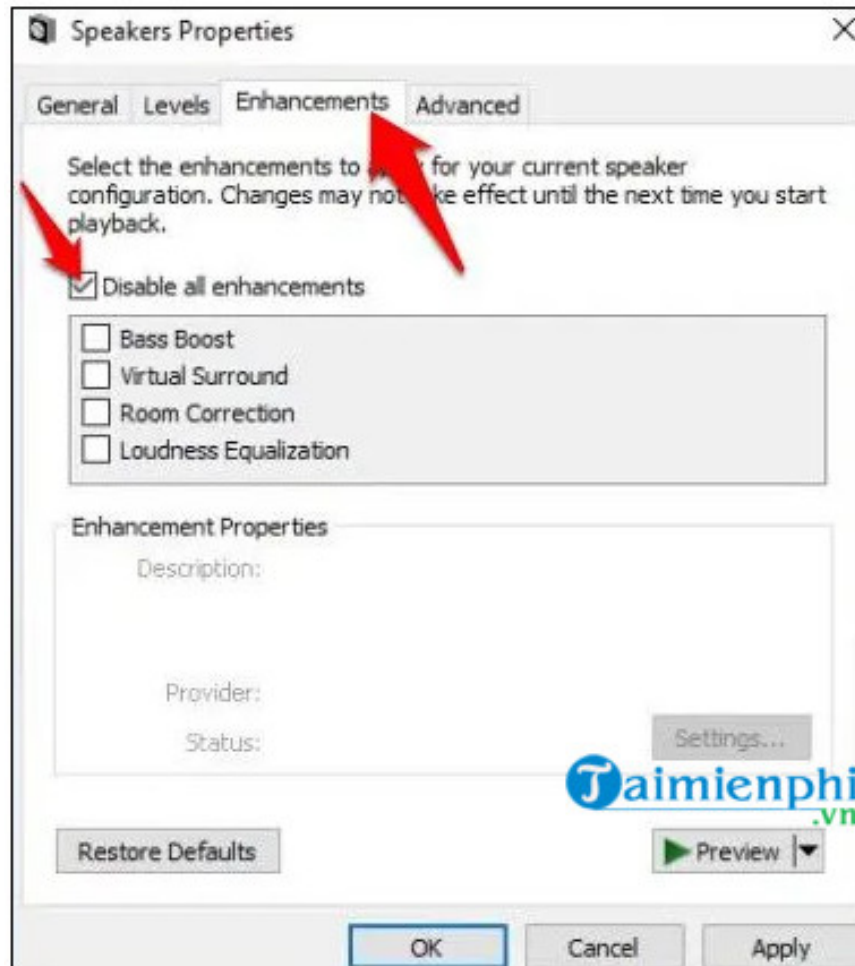 Speakers Properties
General Levels Enhancements Advanced
Select the enhancements to for your current speaker
configuration. Changes may not effect until the next time you start
playback.
Disable all enhancements
Bass Boost
Virtual Surround
Room Correction
Loudness Equalization
Enhancement Properties
Description:
Provider:
Status:
Settings...
Taimienphi
.vn
Restore Defaults
Preview
OK Cancel Apply